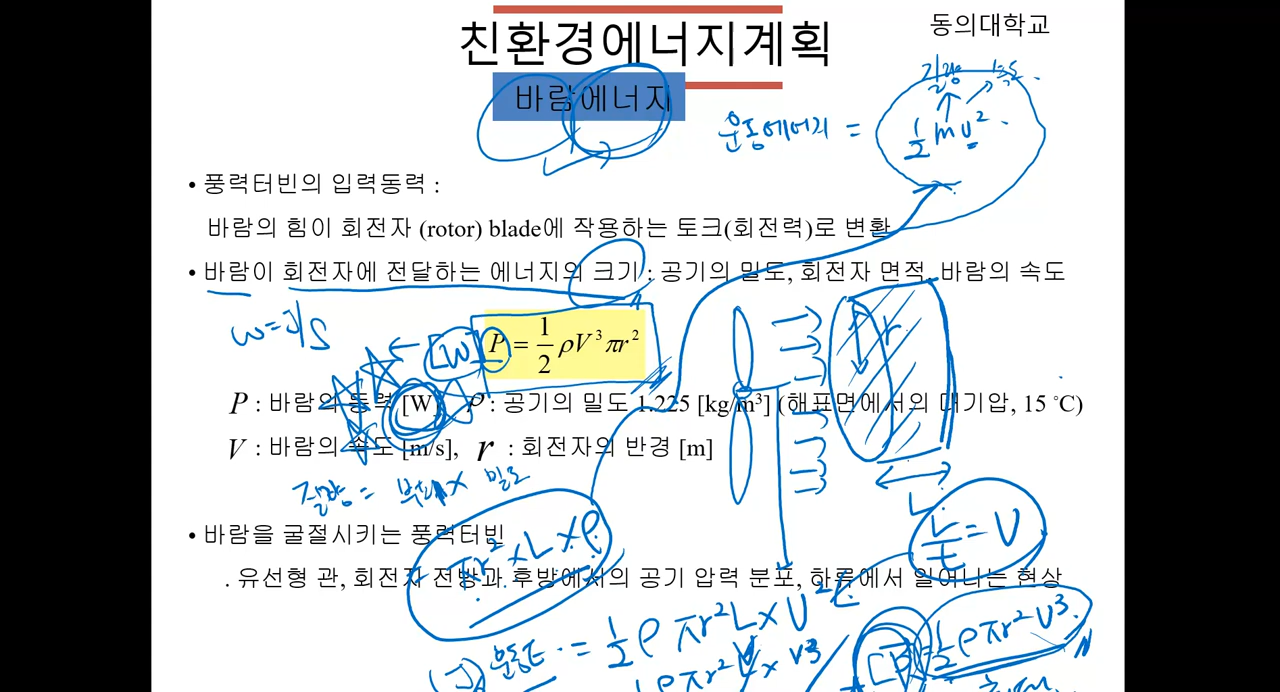 동의대학교
친환경에너지계획
바람에너지
질량 속도
운동에너지 = ½mv²
• 풍력터빈의 입력동력 :
바람의 힘이 회전자 (rotor) blade에 작용하는 토크(회전력)로 변환
• 바람이 회전자에 전달하는 에너지의 크기 : 공기의 밀도, 회전자 면적, 바람의 속도
W=J/S
[W] P = 1/2 ρV³πr²
r
P : 바람의 동력 [W], ρ : 공기의 밀도 1.225 [kg/m³] (해표면에서의 대기압, 15 ℃)
V : 바람의 속도 [m/s], r : 회전자의 반경 [m]
L
질량 = 부피 × 밀도
L/t = V
• 바람을 굴절시키는 풍력터빈
πr² × L × ρ
. 유선형 관, 회전자 전방과 후방에서의 공기 압력 분포, 하류에서 일어나는 현상
(J) 운동E = ½ρπr²L×V²
½ρπr²V³
ρπr² V³